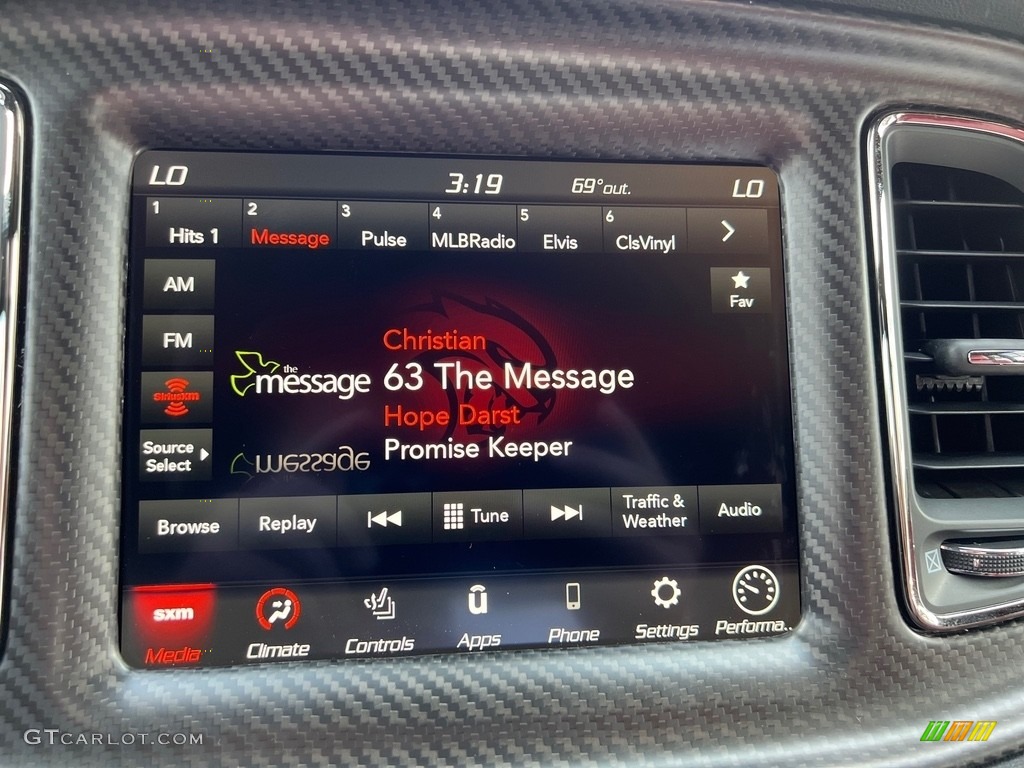 LO 3:19 69°out. LO
1 2 3 4 5 6
Hits 1 Message Pulse MLBRadio Elvis ClsVinyl
AM
Fav
FM
Christian
the
message
63 The Message
SiriusXM
Hope Darst
Source
Select
Promise Keeper
message
Browse Replay Tune Traffic &
Weather Audio
sxm
Media Climate Controls Apps Phone Settings Performa..
GTCARLOT.COM